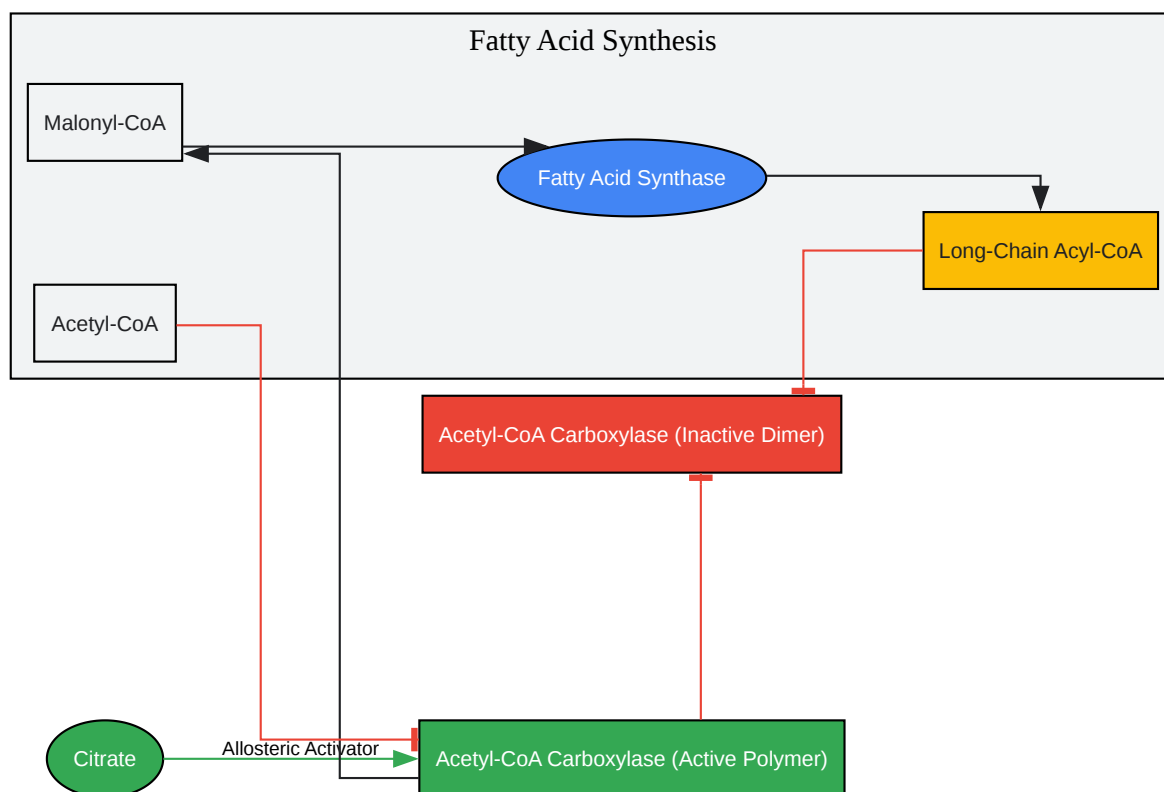 Fatty Acid Synthesis
Malonyl-CoA
Fatty Acid Synthase
Long-Chain Acyl-CoA
Acetyl-CoA
Acetyl-CoA Carboxylase (Inactive Dimer)
Citrate
Allosteric Activator
Acetyl-CoA Carboxylase (Active Polymer)